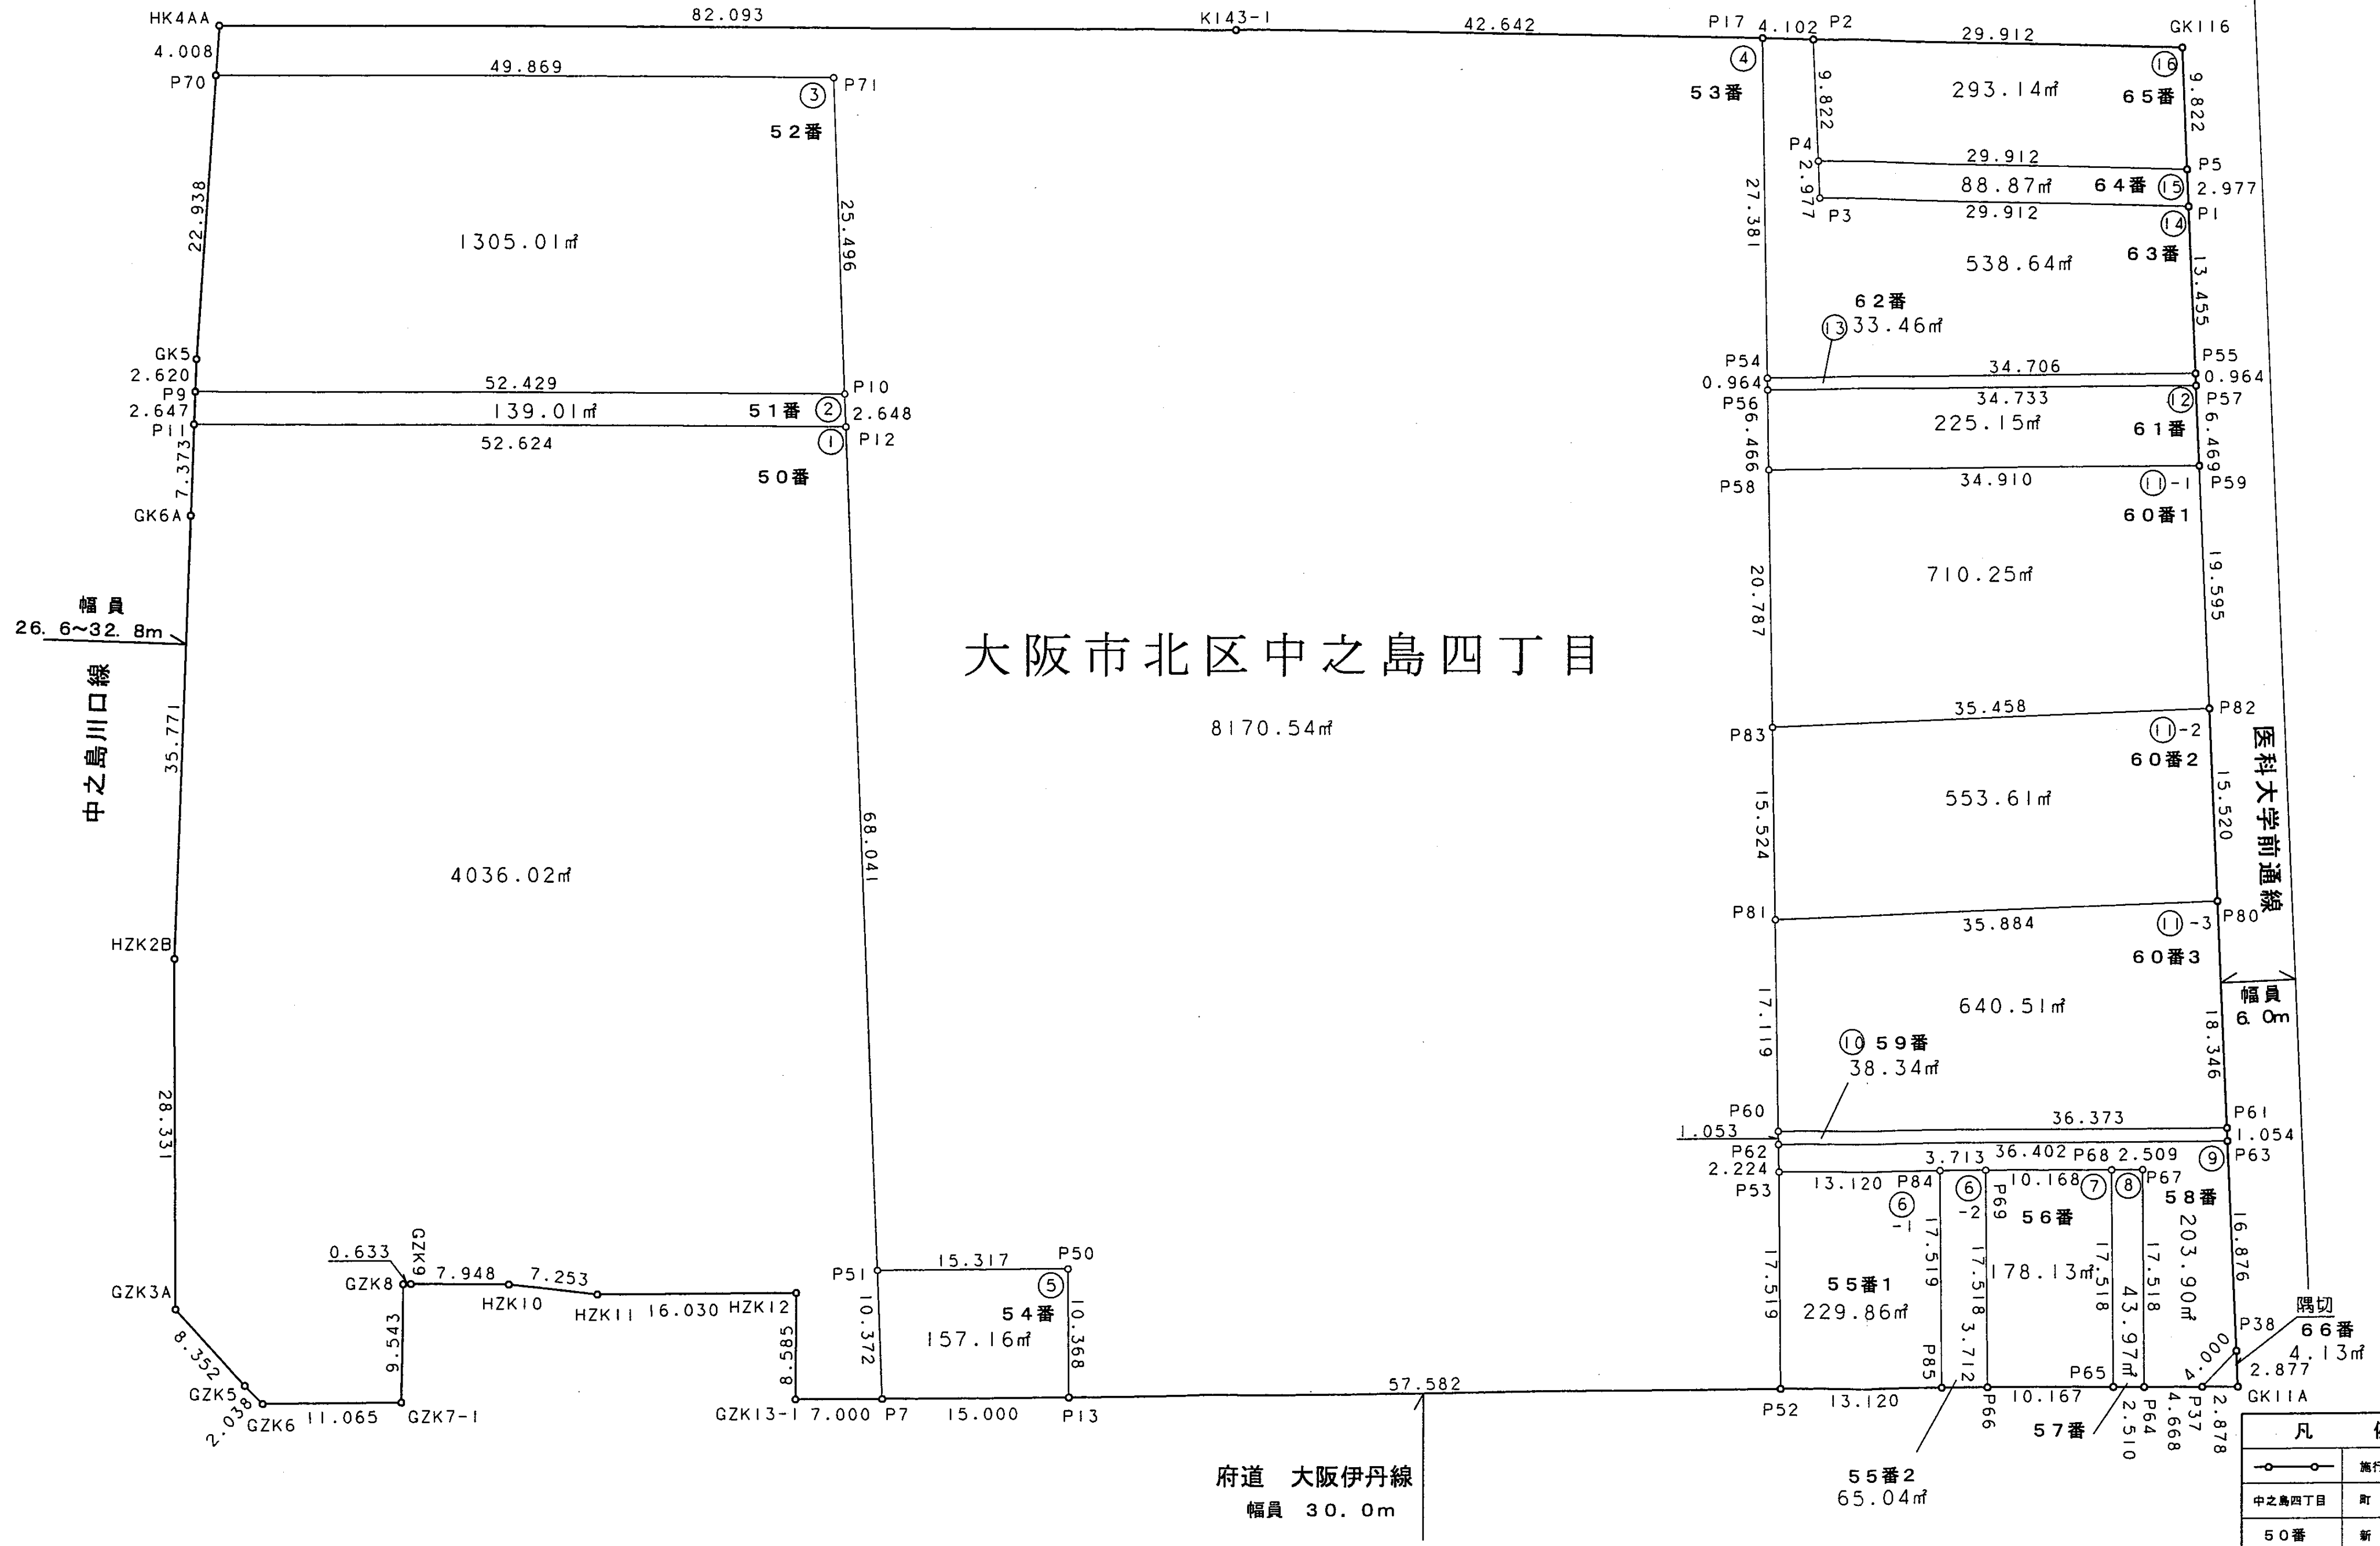 HK4AA
82.093
K143-1
42.642
P17
4.102
P2
29.912
GK116
4.008
P70
49.869
P71
③
52番
④
53番
9.822
293.14㎡
⑯
65番
9.822
22.938
1305.01㎡
25.496
27.381
P4
29.912
P5
2.977
88.87㎡
64番
⑮
2.977
P3
29.912
P1
⑭
63番
538.64㎡
13.455
62番
⑬
33.46㎡
GK5
2.620
P9
52.429
P10
2.647
139.01㎡
51番
②
2.648
P11
52.624
①
P12
50番
7.373
GK6A
P54
34.706
P55
0.964
0.964
P56
34.733
⑫
P57
6.466
225.15㎡
61番
6.469
P58
34.910
⑪-1
P59
60番1
幅員
26.6~32.8m
中之島川口線
35.771
大阪市北区中之島四丁目
8170.54㎡
20.787
710.25㎡
19.595
P83
35.458
P82
⑪-2
60番2
医科大学前通線
15.524
553.61㎡
15.520
4036.02㎡
68.041
P81
35.884
P80
⑪-3
60番3
HZK2B
幅員
6.0m
17.119
640.51㎡
18.346
⑩
59番
38.34㎡
28.331
P60
36.373
P61
1.053
1.054
P62
36.402
P63
⑨
2.224
3.713
P68
2.509
P67
P53
13.120
P84
⑥-1
⑥-2
P69
10.168
⑦
⑧
58番
56番
203.90㎡
16.876
17.519
17.519
17.518
178.13㎡
17.518
43.97㎡
17.518
55番1
229.86㎡
GZK3A
0.633
GZK9
GZK8
7.948
HZK10
7.253
HZK11
16.030
HZK12
P51
15.317
P50
⑤
54番
157.16㎡
10.372
10.368
8.585
9.543
8.352
GZK5
2.038
GZK6
11.065
GZK7-1
GZK13-1
7.000
P7
15.000
P13
57.582
P52
13.120
P85
3.712
P66
10.167
P65
2.510
P64
4.668
P37
2.878
4.000
P38
隅切
66番
4.13㎡
2.877
GK11A
57番
55番2
65.04㎡
府道 大阪伊丹線
幅員 30.0m
凡
中之島四丁目
町
50番
新